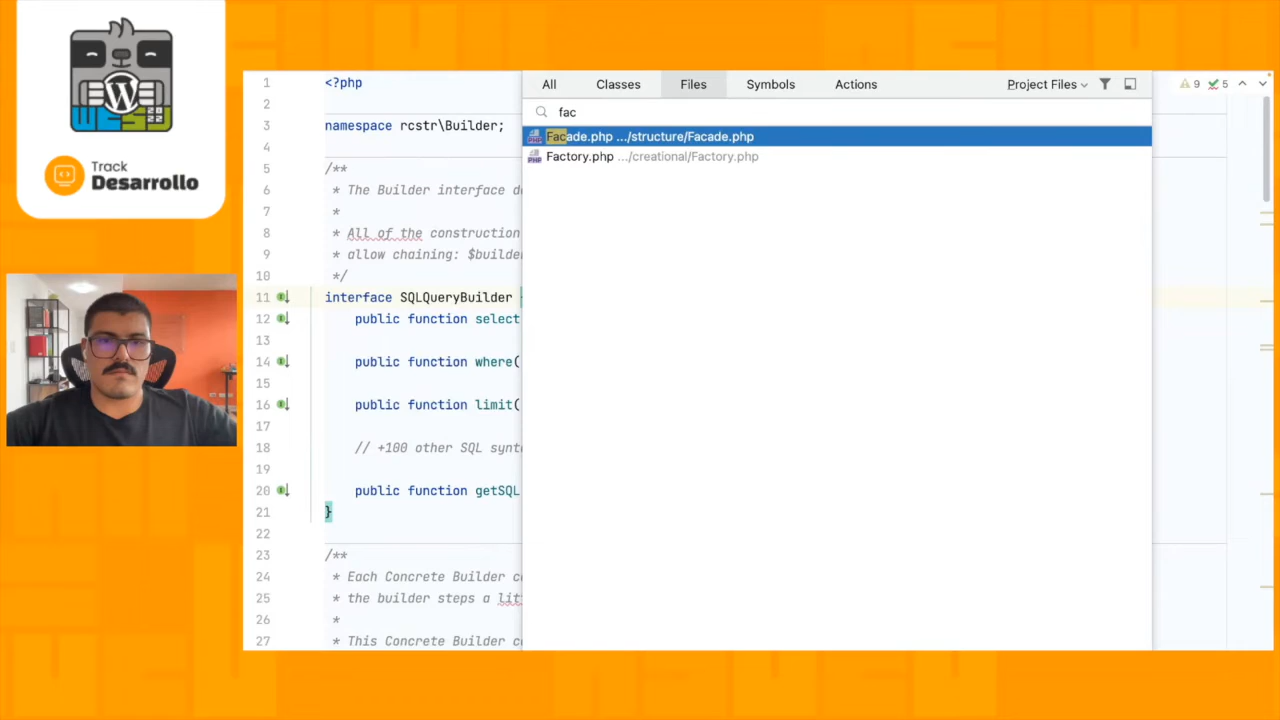 WCES
2022
Track
Desarrollo
All
Classes
Files
Symbols
Actions
Project Files
fac
Facade.php .../structure/Facade.php
Factory.php .../creational/Factory.php
9
5
1
<?php
2
3
namespace rcstr\Builder;
4
5
/**
6
* The Builder interface d
7
*
8
* All of the construction
9
* allow chaining: $builde
10
*/
11
interface SQLQueryBuilder {
12
public function select
13
14
public function where(
15
16
public function limit(
17
18
// +100 other SQL synt
19
20
public function getSQL
21
}
22
23
/**
24
* Each Concrete Builder c
25
* the builder steps a lit
26
*
27
* This Concrete Builder c